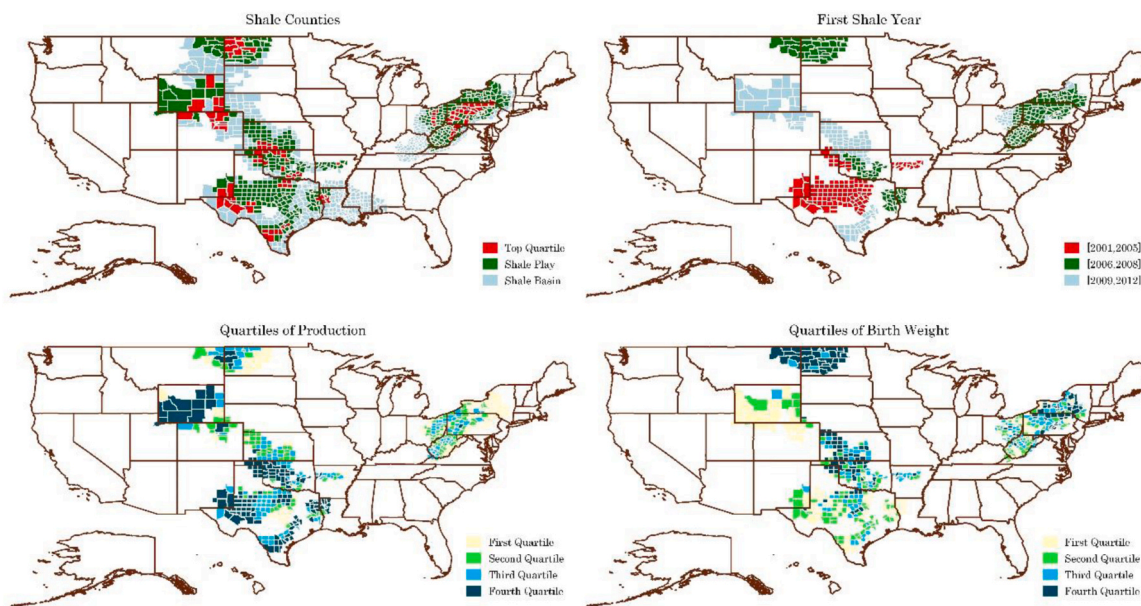 Shale Counties
Top Quartile
Shale Play
Shale Basin
First Shale Year
[2001,2005]
[2006,2008]
[2009,2012]
Quartiles of Production
First Quartile
Second Quartile
Third Quartile
Fourth Quartile
Quartiles of Birth Weight
First Quartile
Second Quartile
Third Quartile
Fourth Quartile